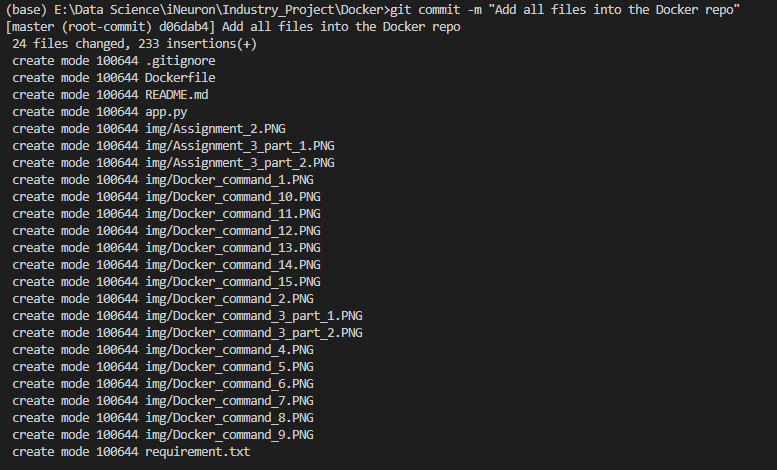 (base) E:\Data Science\iNeuron\Industry_Project\Docker>git commit -m "Add all files into the Docker repo"
[master (root-commit) d06dab4] Add all files into the Docker repo
24 files changed, 233 insertions(+)
create mode 100644 .gitignore
create mode 100644 Dockerfile
create mode 100644 README.md
create mode 100644 app.py
create mode 100644 img/Assignment_2.PNG
create mode 100644 img/Assignment_3_part_1.PNG
create mode 100644 img/Assignment_3_part_2.PNG
create mode 100644 img/Docker_command_1.PNG
create mode 100644 img/Docker_command_10.PNG
create mode 100644 img/Docker_command_11.PNG
create mode 100644 img/Docker_command_12.PNG
create mode 100644 img/Docker_command_13.PNG
create mode 100644 img/Docker_command_14.PNG
create mode 100644 img/Docker_command_15.PNG
create mode 100644 img/Docker_command_2.PNG
create mode 100644 img/Docker_command_3_part_1.PNG
create mode 100644 img/Docker_command_3_part_2.PNG
create mode 100644 img/Docker_command_4.PNG
create mode 100644 img/Docker_command_5.PNG
create mode 100644 img/Docker_command_6.PNG
create mode 100644 img/Docker_command_7.PNG
create mode 100644 img/Docker_command_8.PNG
create mode 100644 img/Docker_command_9.PNG
create mode 100644 requirement.txt